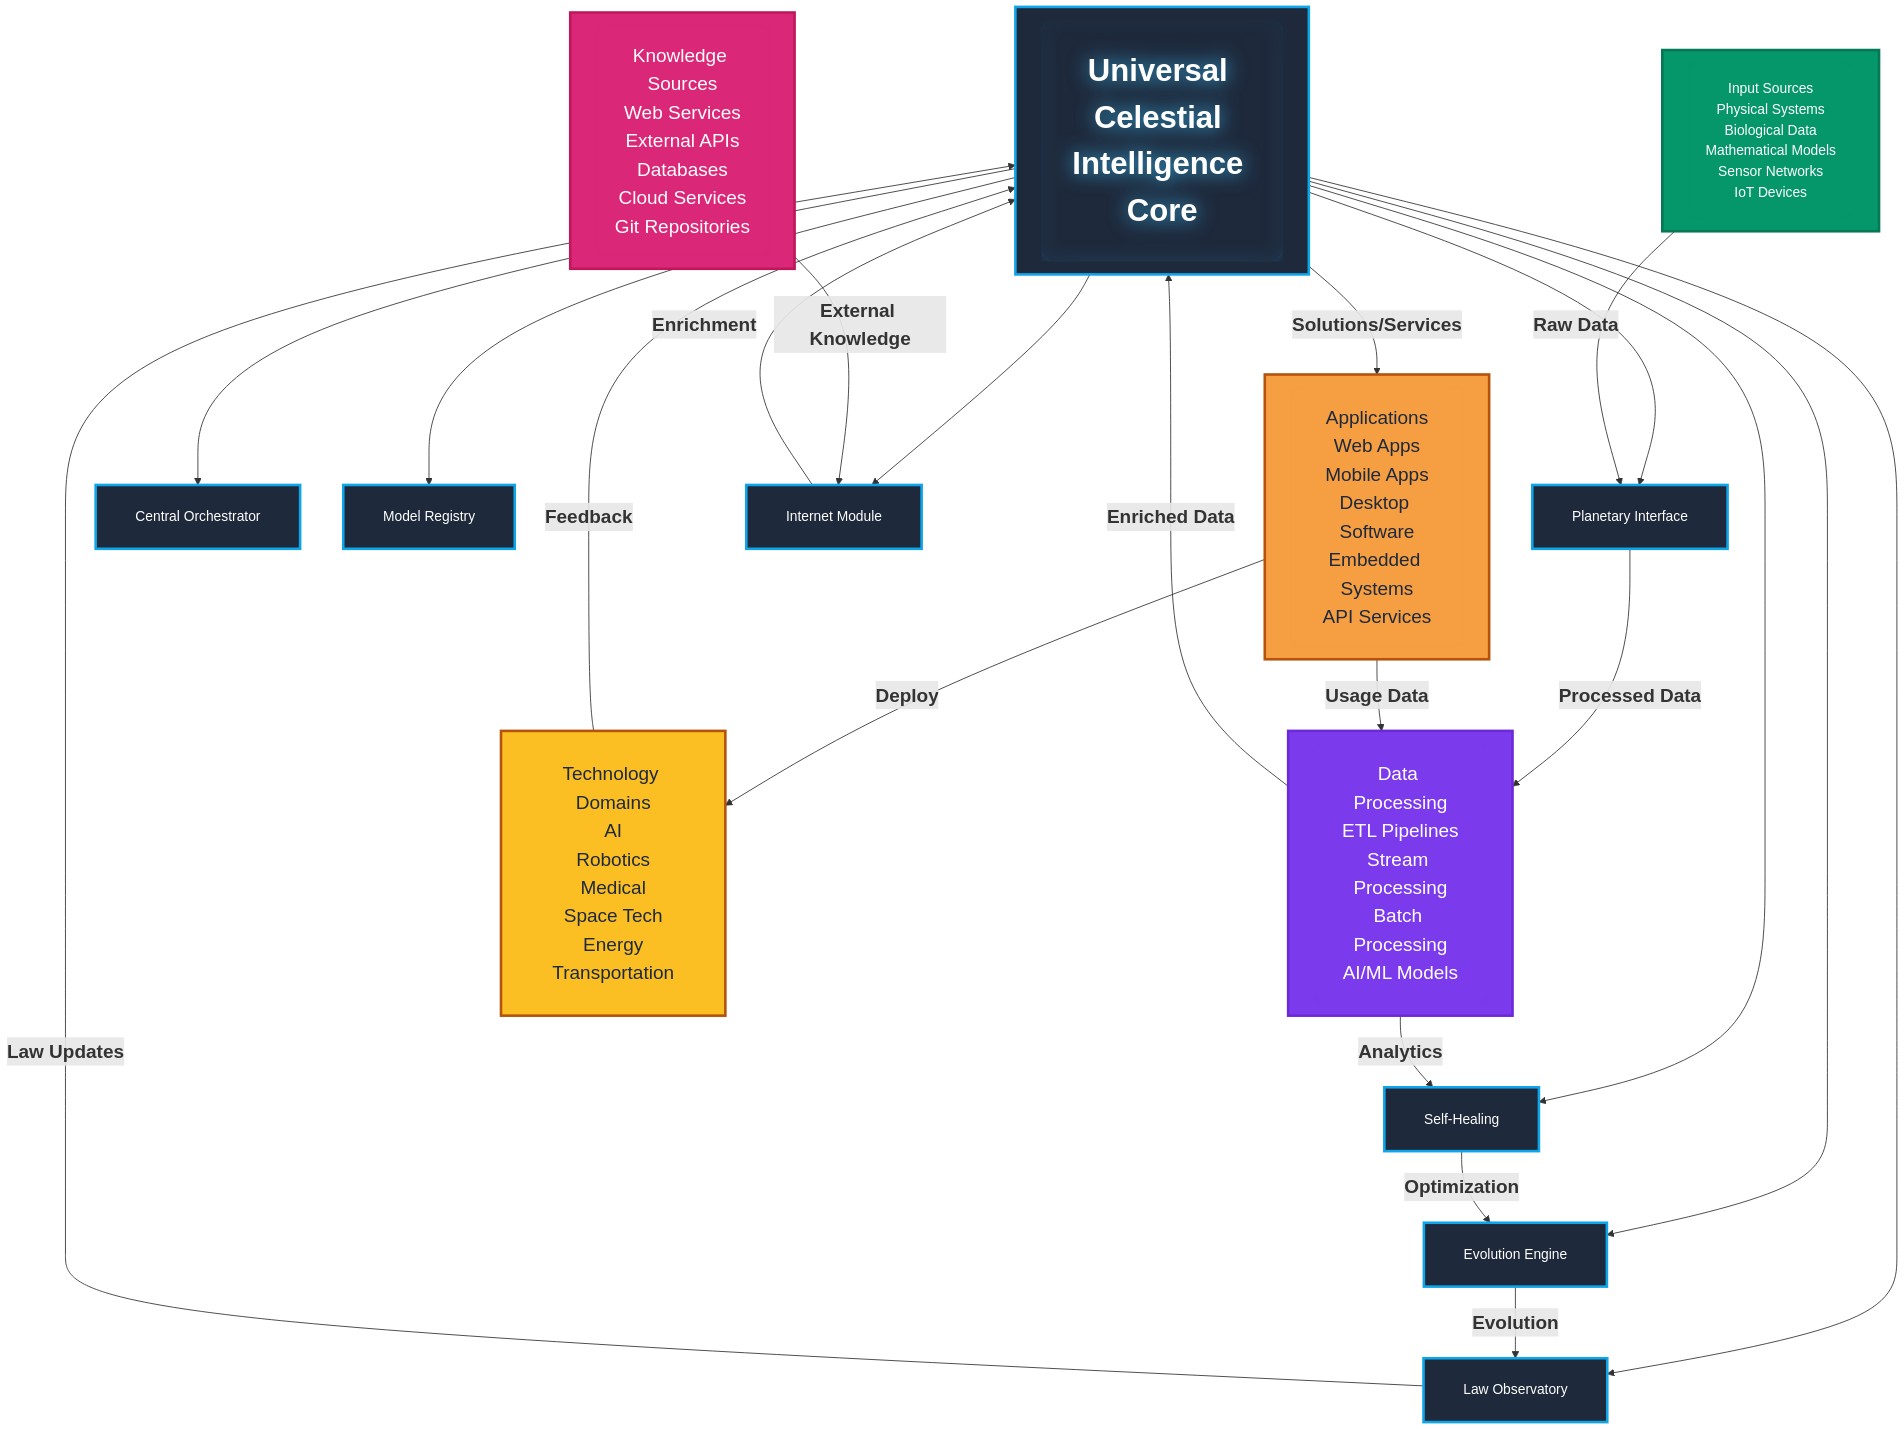 Knowledge
Sources
Web Services
External APIs
Databases
Cloud Services
Git Repositories
Universal
Celestial
Intelligence
Core
Input Sources
Physical Systems
Biological Data
Mathematical Models
Sensor Networks
IoT Devices
Enrichment
External
Knowledge
Solutions/Services
Raw Data
Applications
Web Apps
Mobile Apps
Desktop
Software
Embedded
Systems
API Services
Central Orchestrator
Model Registry
Feedback
Internet Module
Enriched Data
Planetary Interface
Deploy
Usage Data
Processed Data
Technology
Domains
AI
Robotics
Medical
Space Tech
Energy
Transportation
Data
Processing
ETL Pipelines
Stream
Processing
Batch
Processing
AI/ML Models
Law Updates
Analytics
Self-Healing
Optimization
Evolution Engine
Evolution
Law Observatory